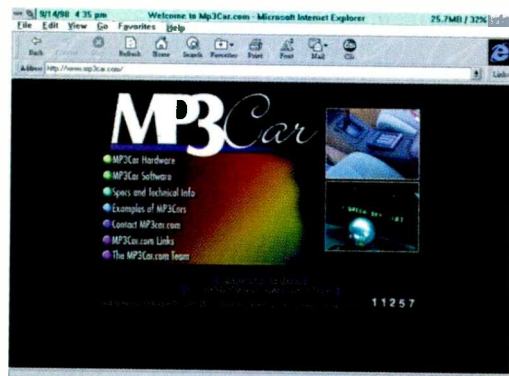 9/14/98 4:35 pm Welcome to Mp3Car.com - Microsoft Internet Explorer 25.7MB / 32%
File Edit View Go Favorites Help
Back Refresh Home Search Favorites Print Font Mail
Address http://www.mp3car.com/ Links
MP3Car
MP3Car Hardware
MP3Car Software
Specs and Technical Info
Examples of MP3Cars
Contact MP3car.com
MP3Car.com Links
The MP3Car.com Team
11257